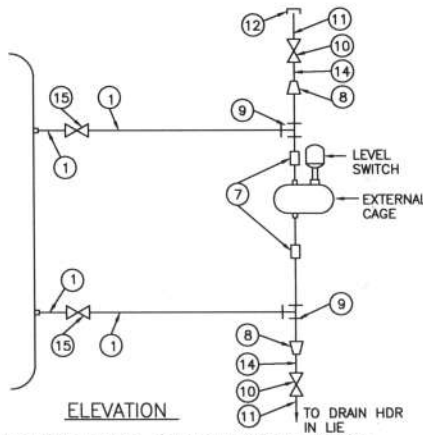 12
11
10
14
8
15
1
9
1
7
LEVEL
SWITCH
EXTERNAL
CAGE
1
15
1
9
8
14
10
11
ELEVATION
TO DRAIN HDR
IN LIE